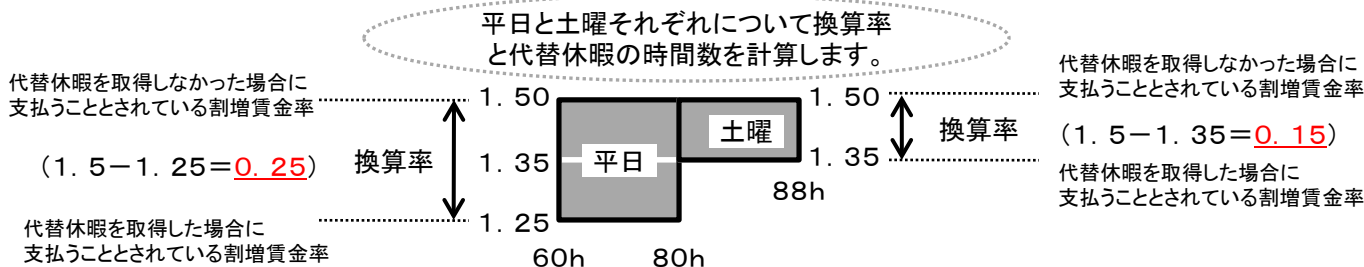 平日と土曜それぞれについて換算率
と代替休暇の時間数を計算します。
代替休暇を取得しなかった場合に
支払うこととされている割増賃金率
(1.5-1.25=0.25)
換算率
代替休暇を取得した場合に
支払うこととされている割増賃金率
1.50
1.35
1.25
平日
土曜
60h
80h
88h
1.50
1.35
換算率
代替休暇を取得しなかった場合に
支払うこととされている割増賃金率
(1.5-1.35=0.15)
代替休暇を取得した場合に
支払うこととされている割増賃金率